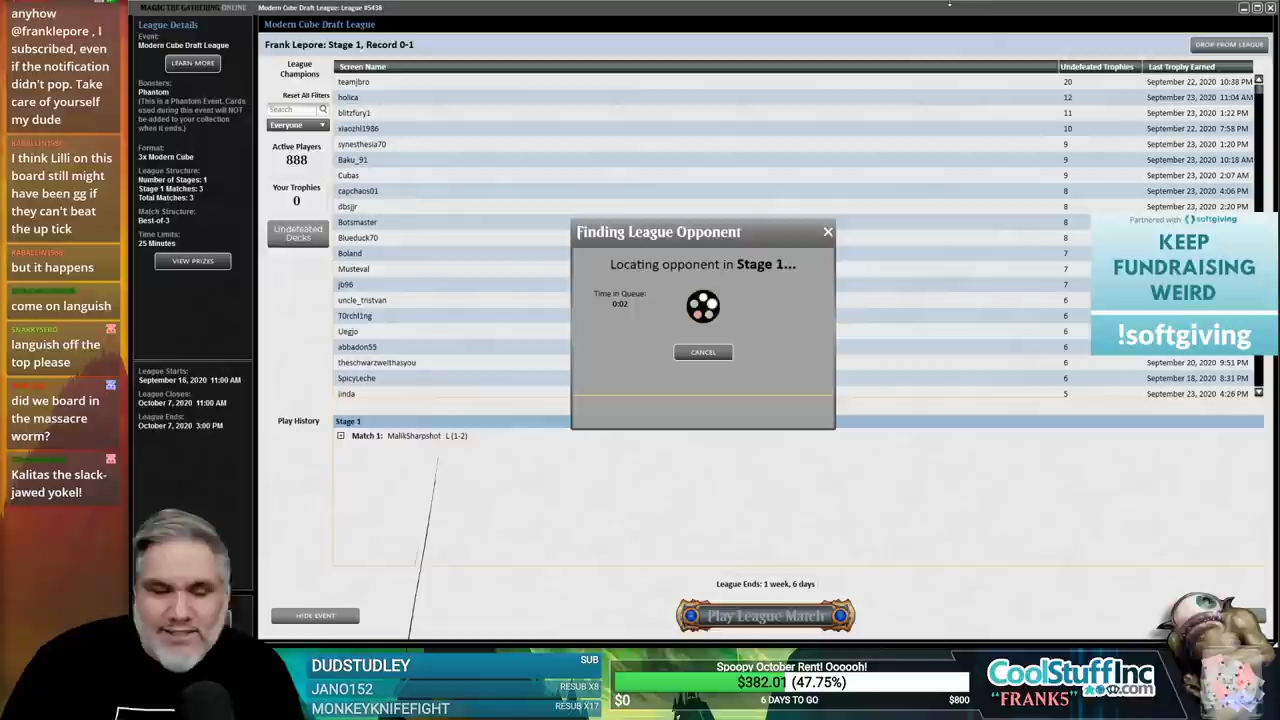 anyhow
@franklepore , I
subscribed, even
if the notification
didn't pop. Take
care of yourself
my dude
I think Lilli on this
board still might
have been gg if
they can't beat
the up tick
but it happens
come on languish
SNARKYSERO
languish off the
top please
did we board in
the massacre
worm?
Kalitas the slack-
jawed yokel!
MAGIC THE GATHERING ONLINE
League Details
Event:
Modern Cube Draft League
LEARN MORE
Boosters:
Phantom
(This is a Phantom Event. Cards
used during this event will NOT
be added to your collection
when it ends.)
Format:
3x Modern Cube
League Structure:
Number of Stages: 1
Stage 1 Matches: 3
Total Matches: 3
Match Structure:
Best-of-3
Time Limits:
25 Minutes
VIEW PRIZES
League Starts:
September 16, 2020 11:00 AM
League Closes:
October 7, 2020 11:00 AM
League Ends:
October 7, 2020 3:00 PM
Modern Cube Draft League: League #5438
Modern Cube Draft League
Frank Lepore: Stage 1, Record 0-1
DROP FROM LEAGUE
League
Champions
Reset All Filters
Search
Everyone
Active Players
888
Your Trophies
0
Undefeated
Decks
Screen Name Undefeated Trophies Last Trophy Earned
teamjbro 20 September 22, 2020 10:38 PM
holica 12 September 23, 2020 11:04 AM
blitzfury1 11 September 23, 2020 1:22 PM
xiaozhl1986 10 September 22, 2020 7:58 PM
synesthesia70 9 September 23, 2020 1:20 PM
Baku_91 9 September 23, 2020 10:18 AM
Cubas 9 September 23, 2020 2:07 AM
capchaos01 8 September 23, 2020 4:06 PM
dbsjjr 8 September 23, 2020 2:20 PM
Botsmaster 8
Blueduck70 8
Boland 7
Musteval 7
jb96 7
uncle_tristvan 6
T0rchl1ng 6
Uegjo 6
abbadon55 6
theschwarzweithasyou 6 September 20, 2020 9:51 PM
SpicyLeche 6 September 18, 2020 8:31 PM
jinda 5 September 23, 2020 4:26 PM
Finding League Opponent
Locating opponent in Stage 1...
Time in Queue:
0:02
CANCEL
Partnered with: softgiving
KEEP
FUNDRAISING
WEIRD
!softgiving
Play History
Stage 1
Match 1: MalikSharpshot L (1-2)
League Ends: 1 week, 6 days
HIDE EVENT
Play League Match
DUDSTUDLEY SUB
JANO152 RESUB X8
MONKEYKNIFEFIGHT RESUB X17
Spoopy October Rent! Oooooh!
$382.01 (47.75%)
$0 6 DAYS TO GO $800
CoolStuffInc
.com
"FRANK5"